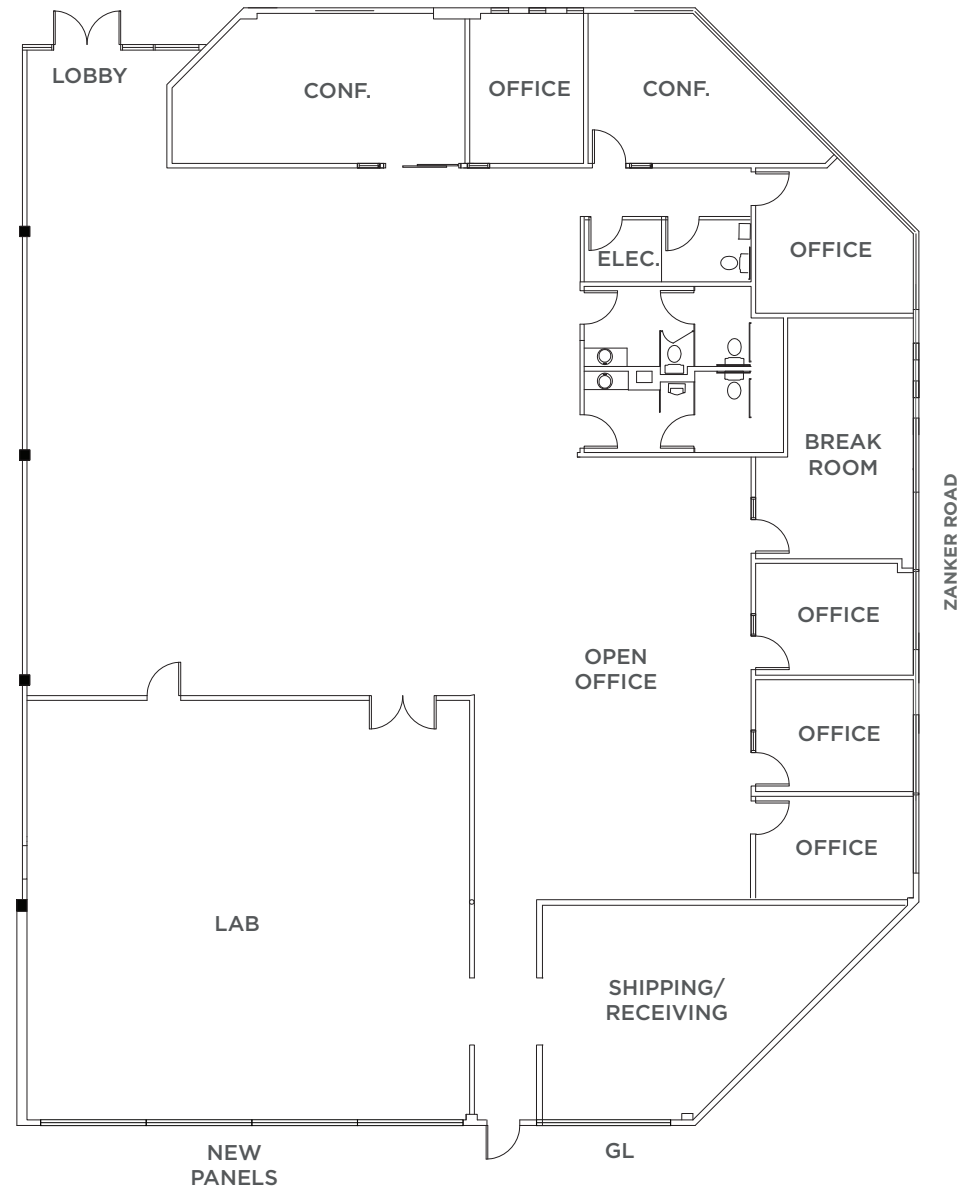 LOBBY
CONF.
OFFICE
CONF.
OFFICE
ELEC.
BREAK
ROOM
ZANKER ROAD
OFFICE
OPEN
OFFICE
OFFICE
OFFICE
LAB
SHIPPING/
RECEIVING
NEW
PANELS
GL